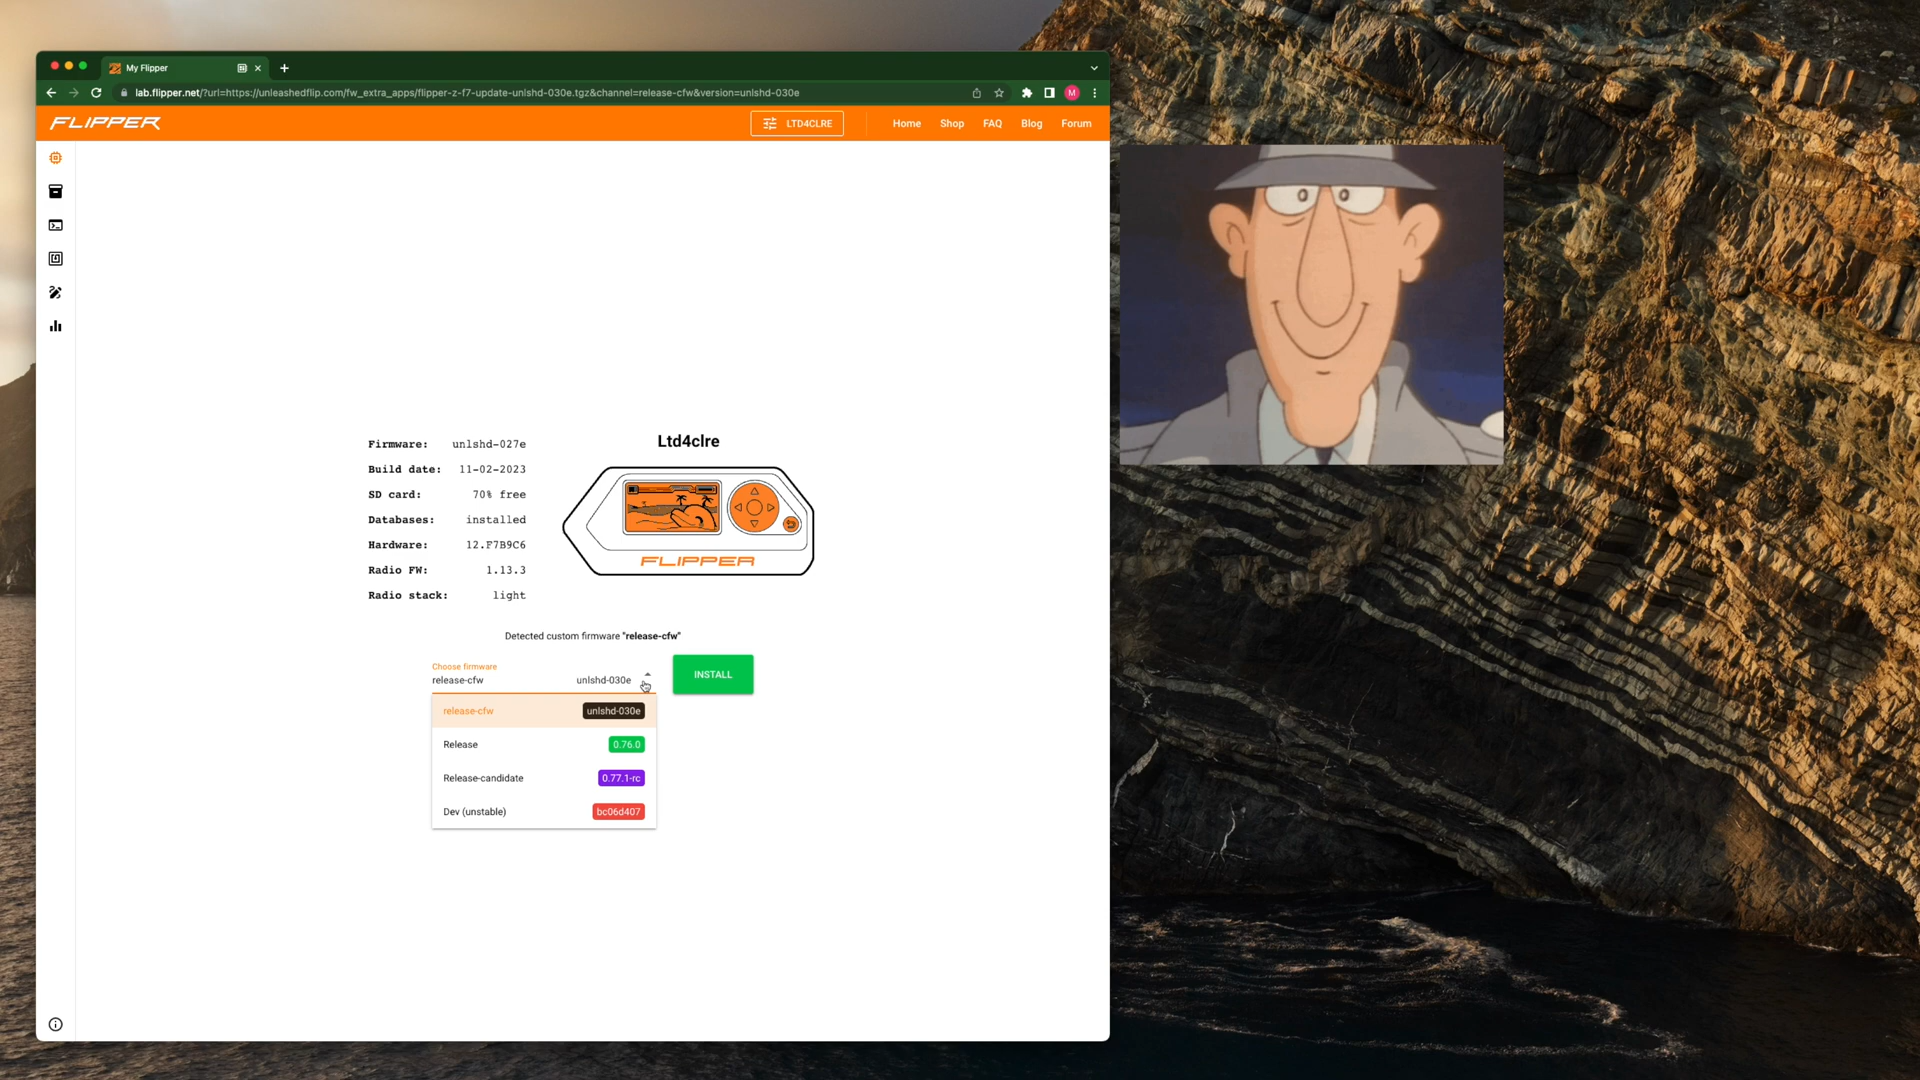 My Flipper
lab.flipper.net/?url=https://unleashedflip.com/fw_extra_apps/flipper-z-f7-update-unlshd-030e.tgz&channel=release-cfw&version=unlshd-030e
M
FLIPPER
LTD4CLRE
Home
Shop
FAQ
Blog
Forum
Firmware: unlshd-027e
Build date: 11-02-2023
SD card: 70% free
Databases: installed
Hardware: 12.F7B9C6
Radio FW: 1.13.3
Radio stack: light
Ltd4clre
FLIPPER
Detected custom firmware "release-cfw"
Choose firmware
release-cfw unlshd-030e
INSTALL
release-cfw unlshd-030e
Release 0.76.0
Release-candidate 0.77.1-rc
Dev (unstable) bc06d407